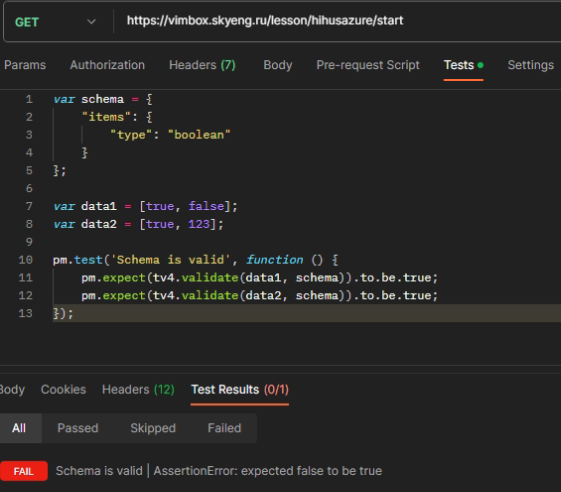 GET https://vimbox.skyeng.ru/lesson/hihusazure/start
Params Authorization Headers (7) Body Pre-request Script Tests Settings
1 var schema = {
2 "items": {
3 "type": "boolean"
4 }
5 };
6
7 var data1 = [true, false];
8 var data2 = [true, 123];
9
10 pm.test('Schema is valid', function () {
11 pm.expect(tv4.validate(data1, schema)).to.be.true;
12 pm.expect(tv4.validate(data2, schema)).to.be.true;
13 });
Body Cookies Headers (12) Test Results (0/1)
All Passed Skipped Failed
FAIL Schema is valid | AssertionError: expected false to be true